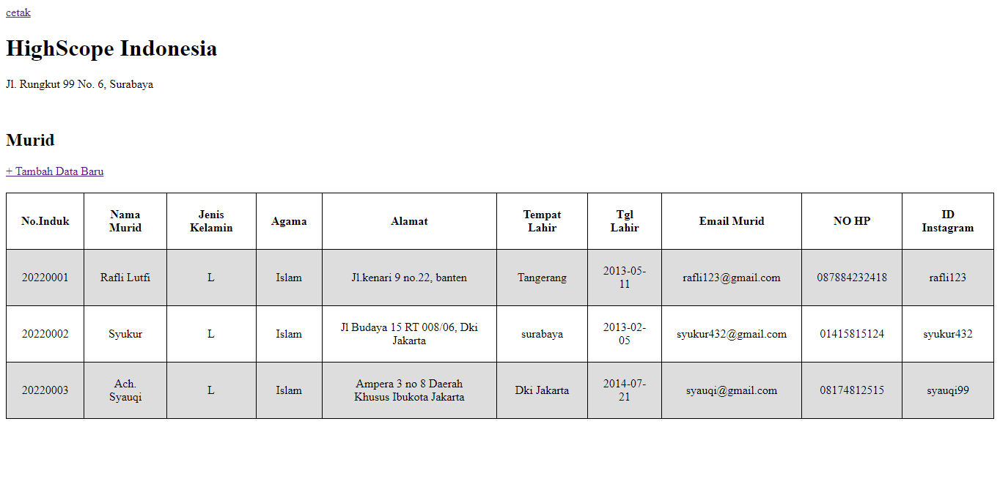 cetak
HighScope Indonesia
Jl. Rungkut 99 No. 6, Surabaya
Murid
+ Tambah Data Baru
No.Induk Nama Murid Jenis Kelamin Agama Alamat Tempat Lahir Tgl Lahir Email Murid NO HP ID Instagram
20220001 Rafli Lutfi L Islam Jl.kenari 9 no.22, banten Tangerang 2013-05-11 rafli123@gmail.com 087884232418 rafli123
20220002 Syukur L Islam Jl Budaya 15 RT 008/06, Dki Jakarta surabaya 2013-02-05 syukur432@gmail.com 01415815124 syukur432
20220003 Ach. Syauqi L Islam Ampera 3 no 8 Daerah Khusus Ibukota Jakarta Dki Jakarta 2014-07-21 syauqi@gmail.com 08174812515 syauqi99